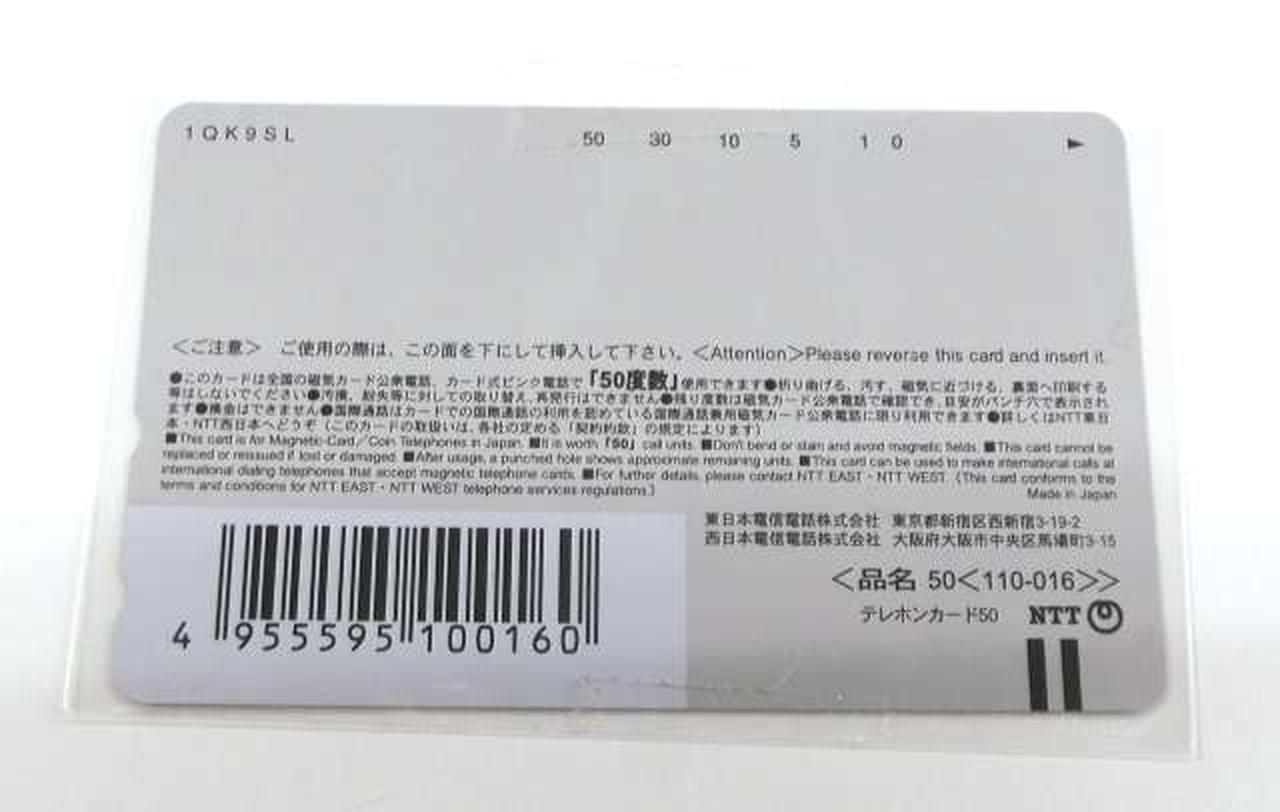 1QK9SL 50 30 10 5 1 0
＜ご注意＞ ご使用の際は、この面を下にして挿入して下さい。＜Attention＞Please reverse this card and insert it.
●このカードは全国の磁気カード公衆電話、カード式ピンク電話で「50度数」使用できます●折り曲げる、汚す、磁気に近づける、裏面へ印刷する
等はしないでください●汚損、紛失等に対しての取り替え、再発行はできません●残り度数は磁気カード公衆電話で確認でき、目安がパンチ穴で表示され
ます●換金はできません●国際通話はカードでの国際通話の利用を認めている国際通話兼用磁気カード公衆電話に限り利用できます●詳しくはNTT東日
本・NTT西日本へどうぞ（このカードの取扱いは、各社の定める「契約約款」の規定によります）
■This card is for Magnetic-Card／Coin Telephones in Japan. ■It is worth「50」call units. ■Don't bend or stain and avoid magnetic fields. ■This card cannot be
replaced or reissued if lost or damaged. ■After usage, a punched hole shows approximate remaining units. ■This card can be used to make international calls at
international dialing telephones that accept magnetic telephone cards. ■For further details, please contact NTT EAST・NTT WEST.（This card conforms to the
terms and conditions for NTT EAST・NTT WEST telephone services regulations.）
Made in Japan
東日本電信電話株式会社 東京都新宿区西新宿3-19-2
西日本電信電話株式会社 大阪府大阪市中央区馬場町3-15
＜品名 50＜110-016＞＞
テレホンカード50 NTT
4 955595 100160